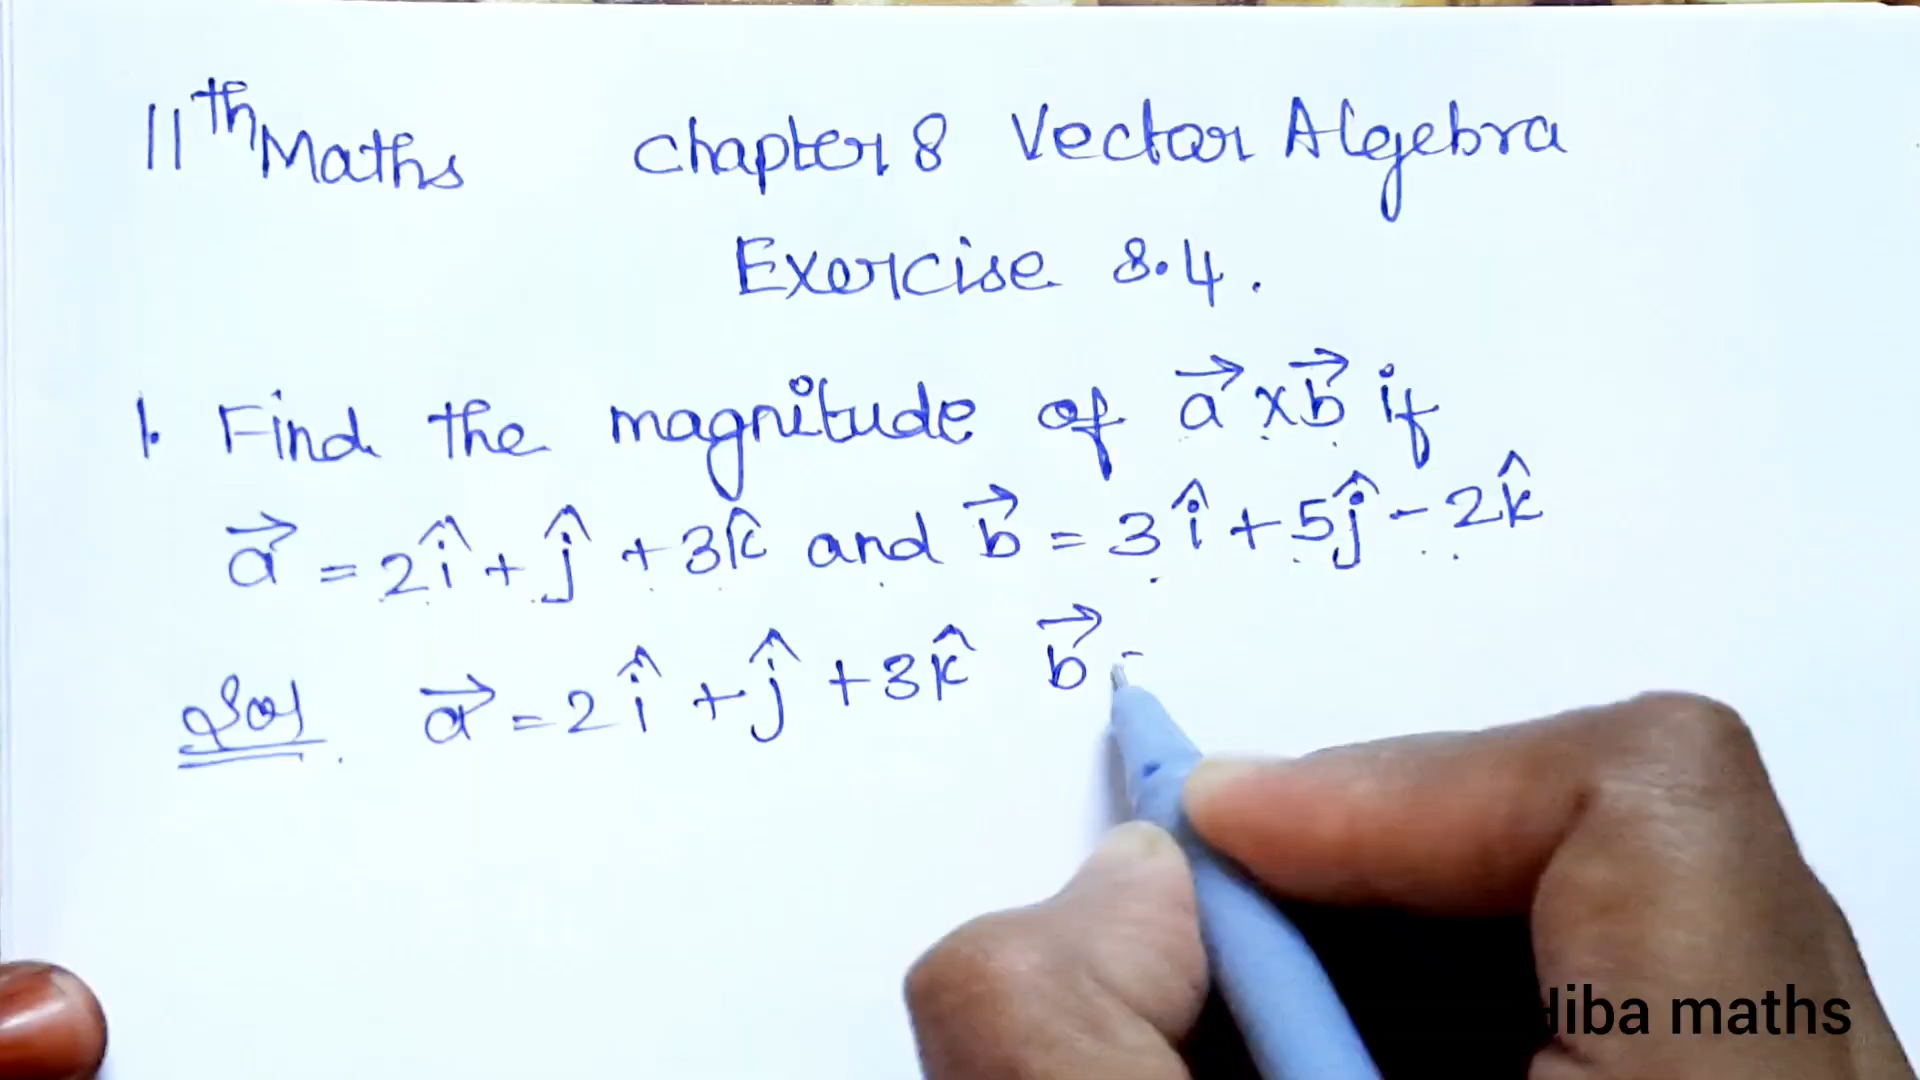 11th Maths chapter 8 Vector Algebra
Exercise 8.4.
1. Find the magnitude of a⃗ × b⃗ if
a⃗ = 2î + ĵ + 3k̂ and b⃗ = 3î + 5ĵ - 2k̂
Sol. a⃗ = 2î + ĵ + 3k̂ b⃗ =
iba maths